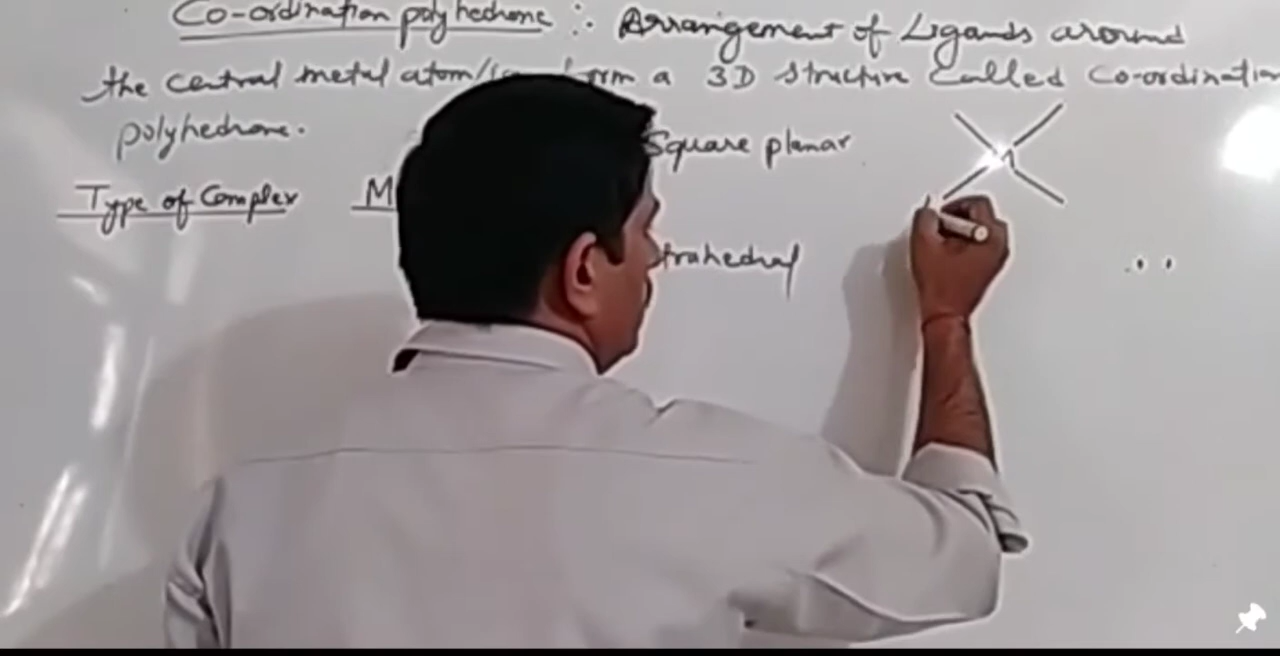 Co-ordination polyhedrone :. Arrangement of Ligands around
the central metal atom/ form a 3D structure called Co-ordination
polyhedrone.
Square planar
Type of Complex M
trahedral